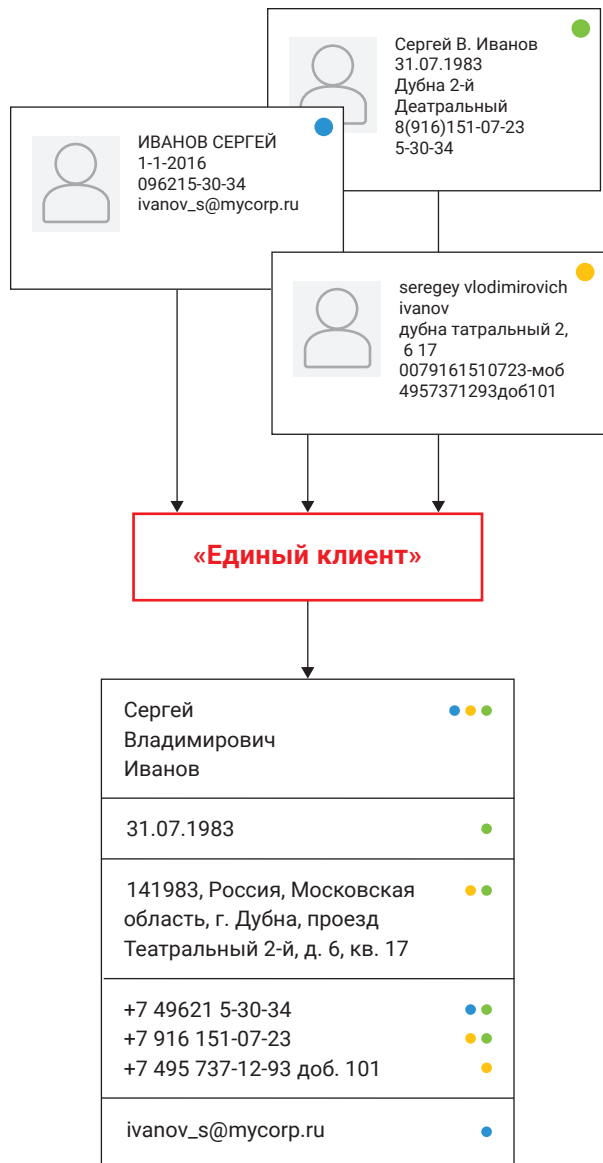 Сергей В. Иванов
31.07.1983
Дубна 2-й
Деатральный
8(916)151-07-23
5-30-34
ИВАНОВ СЕРГЕЙ
1-1-2016
096215-30-34
ivanov_s@mycorp.ru
seregey vlodimirovich
ivanov
дубна татральный 2,
6 17
0079161510723-моб
4957371293доб101
«Единый клиент»
Сергей
Владимирович
Иванов
31.07.1983
141983, Россия, Московская
область, г. Дубна, проезд
Театральный 2-й, д. 6, кв. 17
+7 49621 5-30-34
+7 916 151-07-23
+7 495 737-12-93 доб. 101
ivanov_s@mycorp.ru